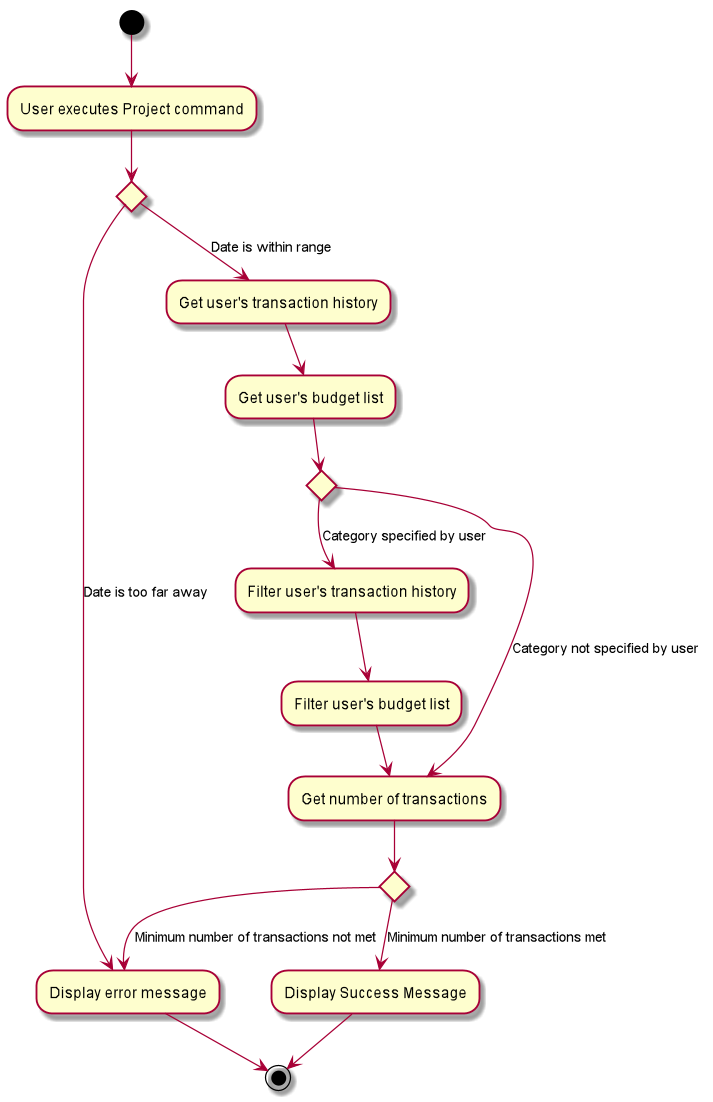 User executes Project command
Date is within range
Get user's transaction history
Get user's budget list
Category specified by user
Filter user's transaction history
Date is too far away
Category not specified by user
Filter user's budget list
Get number of transactions
Minimum number of transactions not met
Minimum number of transactions met
Display error message
Display Success Message